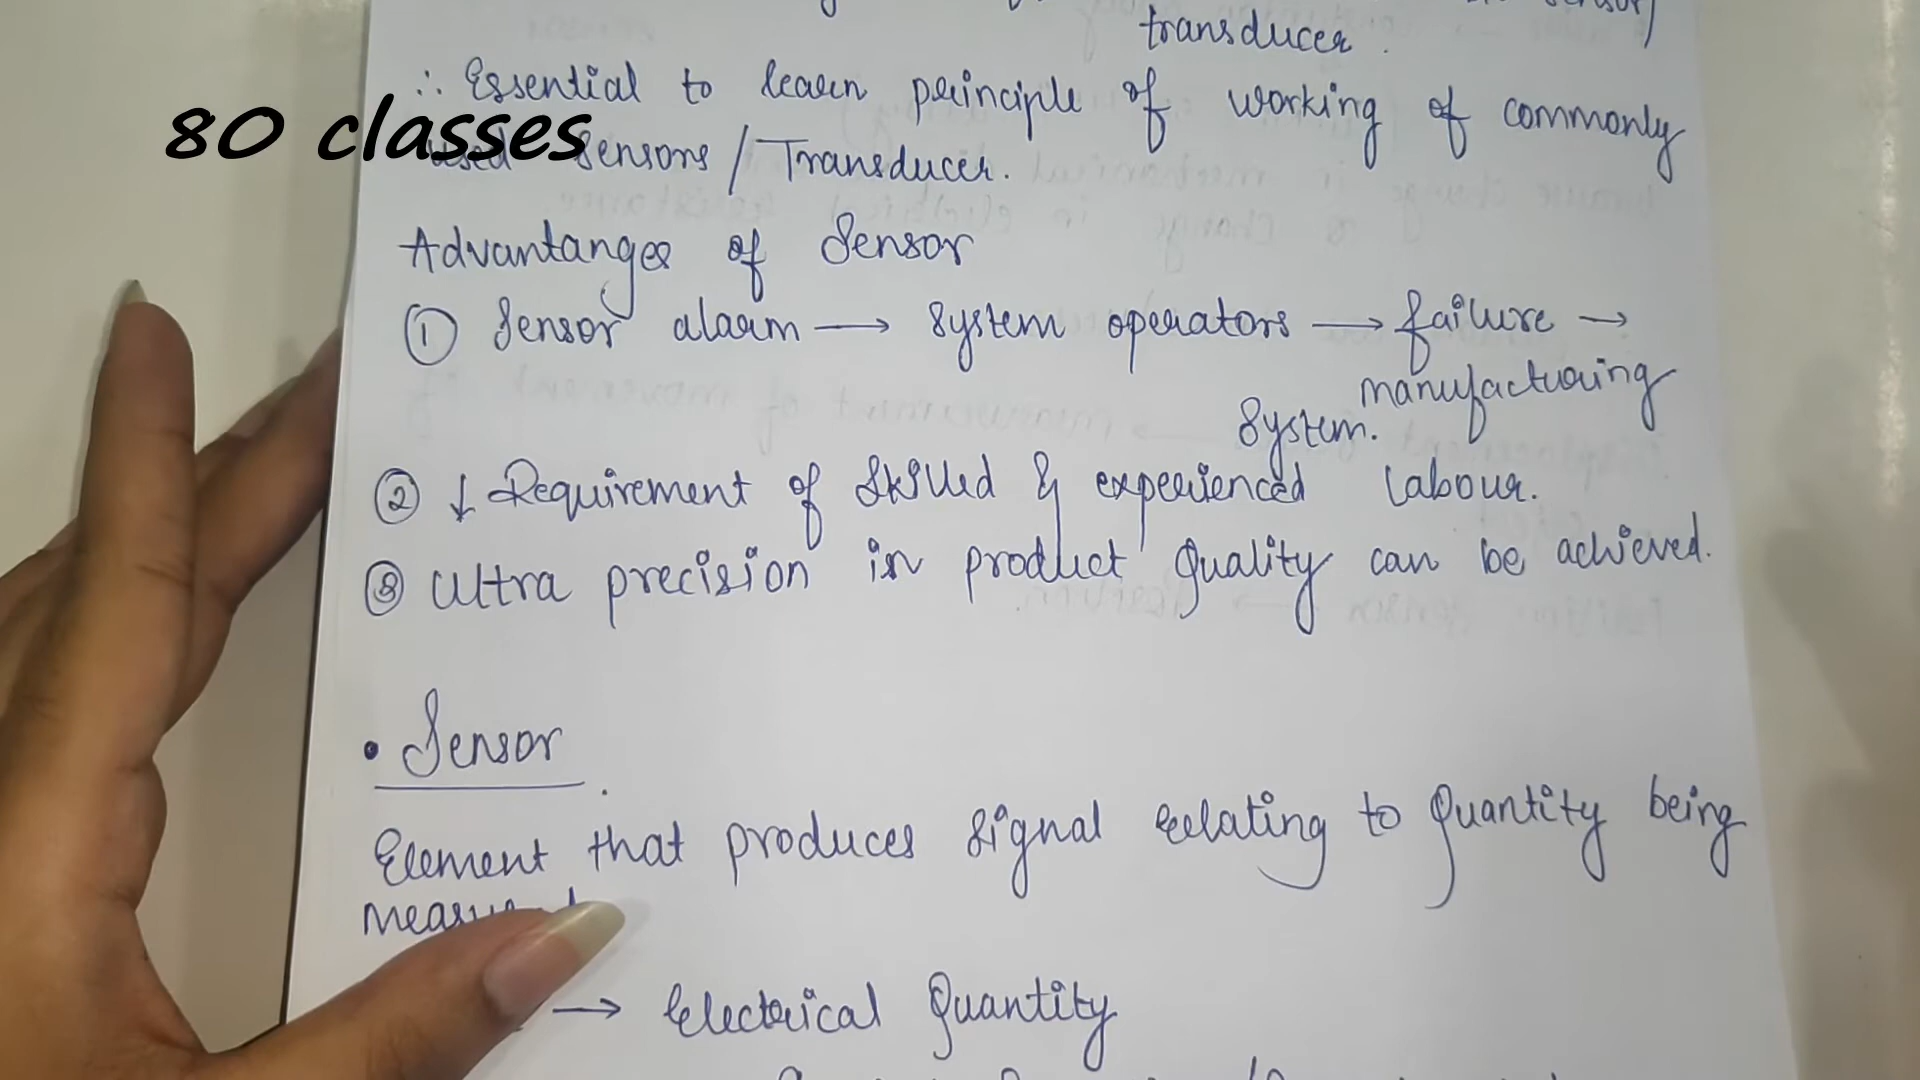 sensor/
transducer.
∴ Essential to learn principle of working of commonly
80 classes
used Sensors / Transducer.
Advantanges of Sensor
① Sensor alarm → System operators → failure →
manufacturing
System.
② ↓ Requirement of Skilled & experienced labour.
③ Ultra precision in product Quality can be achieved.
• Sensor
Element that produces Signal relating to Quantity being
→ Electrical Quantity